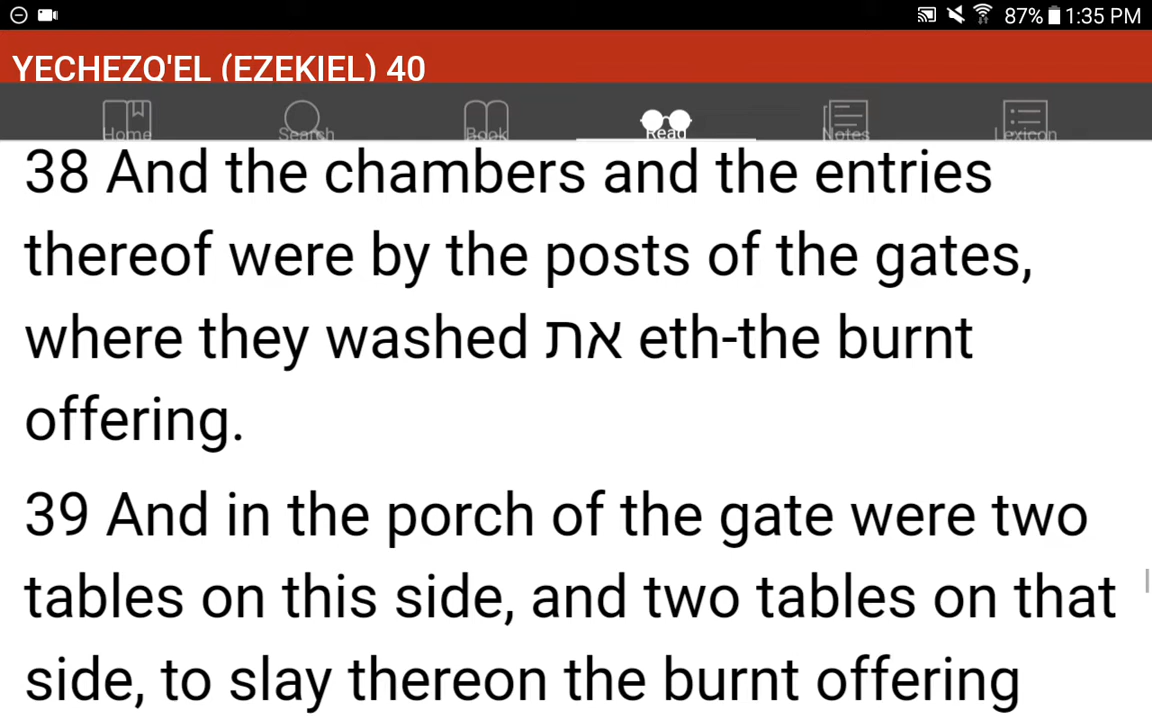 87% 1:35 PM
YECHEZQ'EL (EZEKIEL) 40
Home Search Book Read Notes Lexicon
38 And the chambers and the entries
thereof were by the posts of the gates,
where they washed את eth-the burnt
offering.
39 And in the porch of the gate were two
tables on this side, and two tables on that
side, to slay thereon the burnt offering